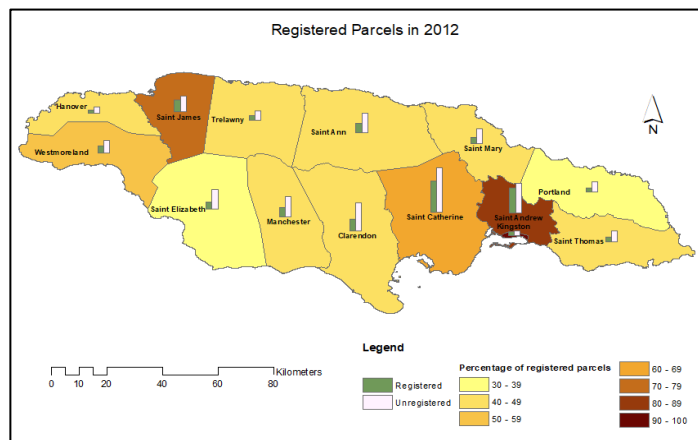 Registered Parcels in 2012
Hanover
Saint James
Trelawny
Saint Ann
Saint Mary
N
Westmoreland
Portland
Saint Elizabeth
Manchester
Clarendon
Saint Catherine
Saint Andrew
Kingston
Saint Thomas
Legend
Kilometers
0 10 20 40 60 80
Registered
Unregistered
Percentage of registered parcels
30 - 39
40 - 49
50 - 59
60 - 69
70 - 79
80 - 89
90 - 100